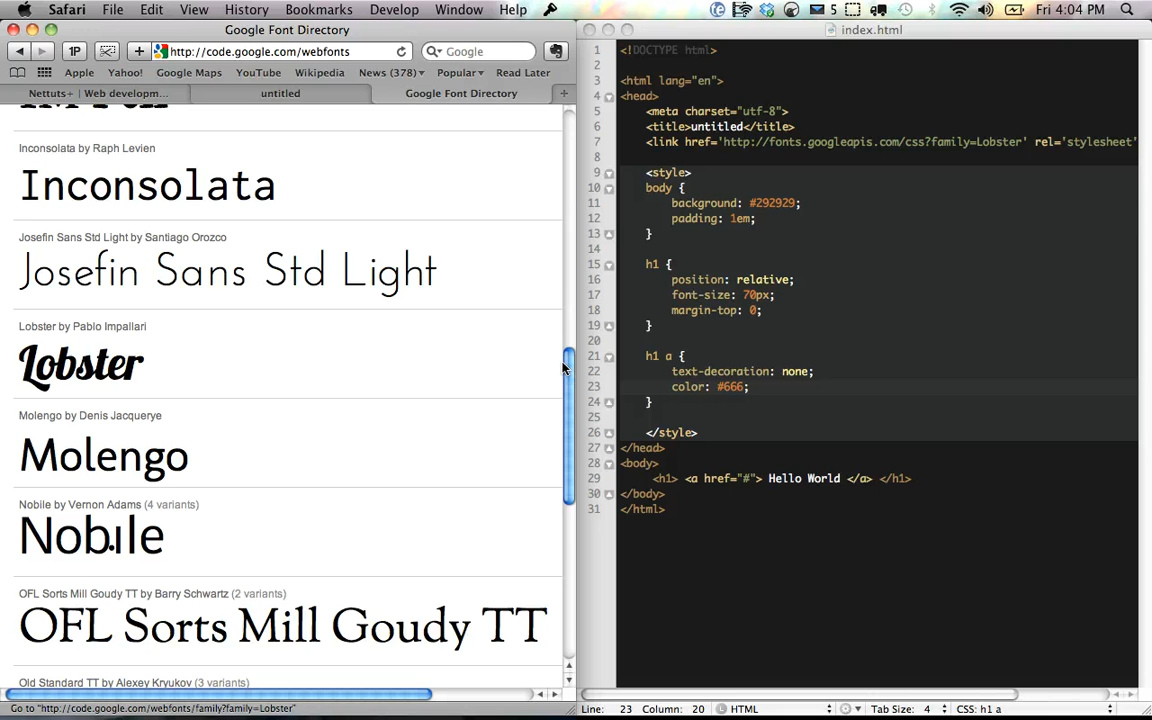 Safari File Edit View History Bookmarks Develop Window Help 5 Fri 4:04 PM
Google Font Directory
index.html
1P http://code.google.com/webfonts Google
Apple Yahoo! Google Maps YouTube Wikipedia News (378) Popular Read Later
Nettuts+ | Web developm... untitled Google Font Directory
Inconsolata by Raph Levien
Inconsolata
Josefin Sans Std Light by Santiago Orozco
Josefin Sans Std Light
Lobster by Pablo Impallari
Lobster
Molengo by Denis Jacquerye
Molengo
Nobile by Vernon Adams (4 variants)
Nobile
OFL Sorts Mill Goudy TT by Barry Schwartz (2 variants)
OFL Sorts Mill Goudy TT
Old Standard TT by Alexey Kryukov (3 variants)
Go to "http://code.google.com/webfonts/family?family=Lobster"
1 <!DOCTYPE html>
2
3 <html lang="en">
4 <head>
5 <meta charset="utf-8">
6 <title>untitled</title>
7 <link href='http://fonts.googleapis.com/css?family=Lobster' rel='stylesheet'
8
9 <style>
10 body {
11 background: #292929;
12 padding: 1em;
13 }
14
15 h1 {
16 position: relative;
17 font-size: 70px;
18 margin-top: 0;
19 }
20
21 h1 a {
22 text-decoration: none;
23 color: #666;
24 }
25
26 </style>
27 </head>
28 <body>
29 <h1> <a href="#"> Hello World </a> </h1>
30 </body>
31 </html>
Line: 23 Column: 20 HTML Tab Size: 4 CSS: h1 a